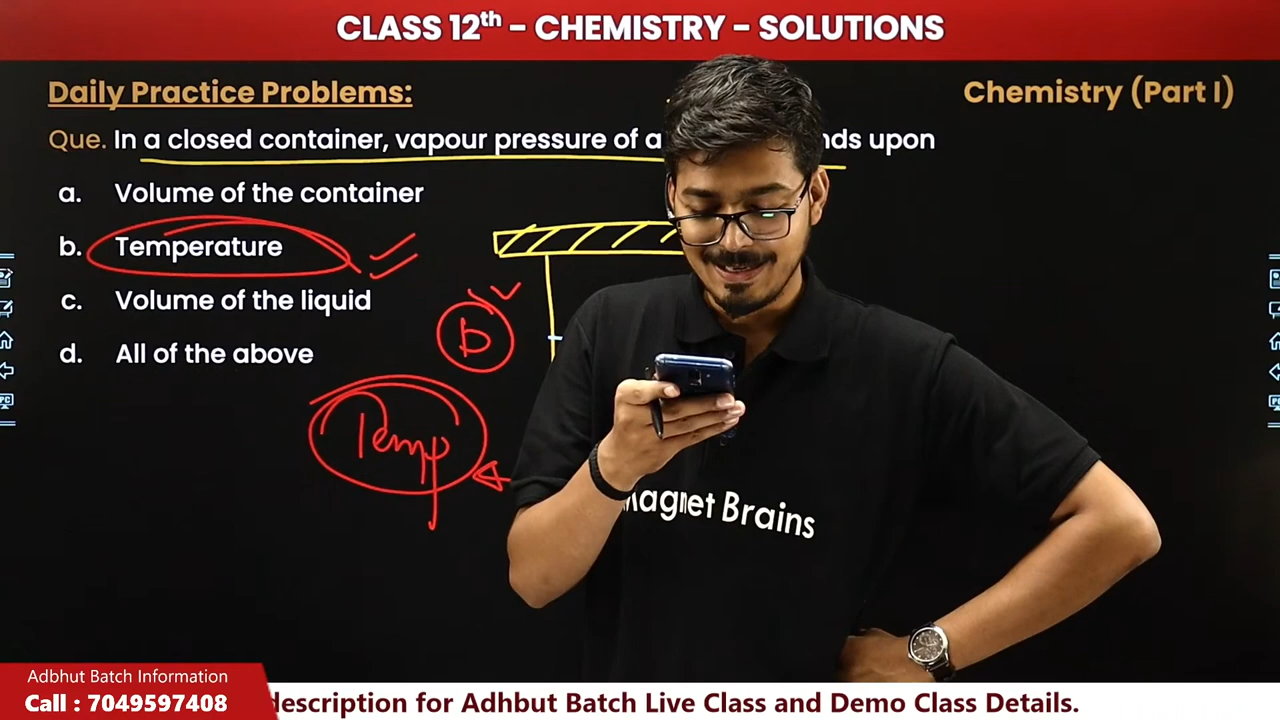 CLASS 12th - CHEMISTRY - SOLUTIONS
Daily Practice Problems:
Chemistry (Part I)
Que. In a closed container, vapour pressure of a nds upon
a. Volume of the container
b. Temperature
c. Volume of the liquid
d. All of the above
b
Temp
Magnet Brains
Adbhut Batch Information
Call : 7049597408
description for Adhbut Batch Live Class and Demo Class Details.